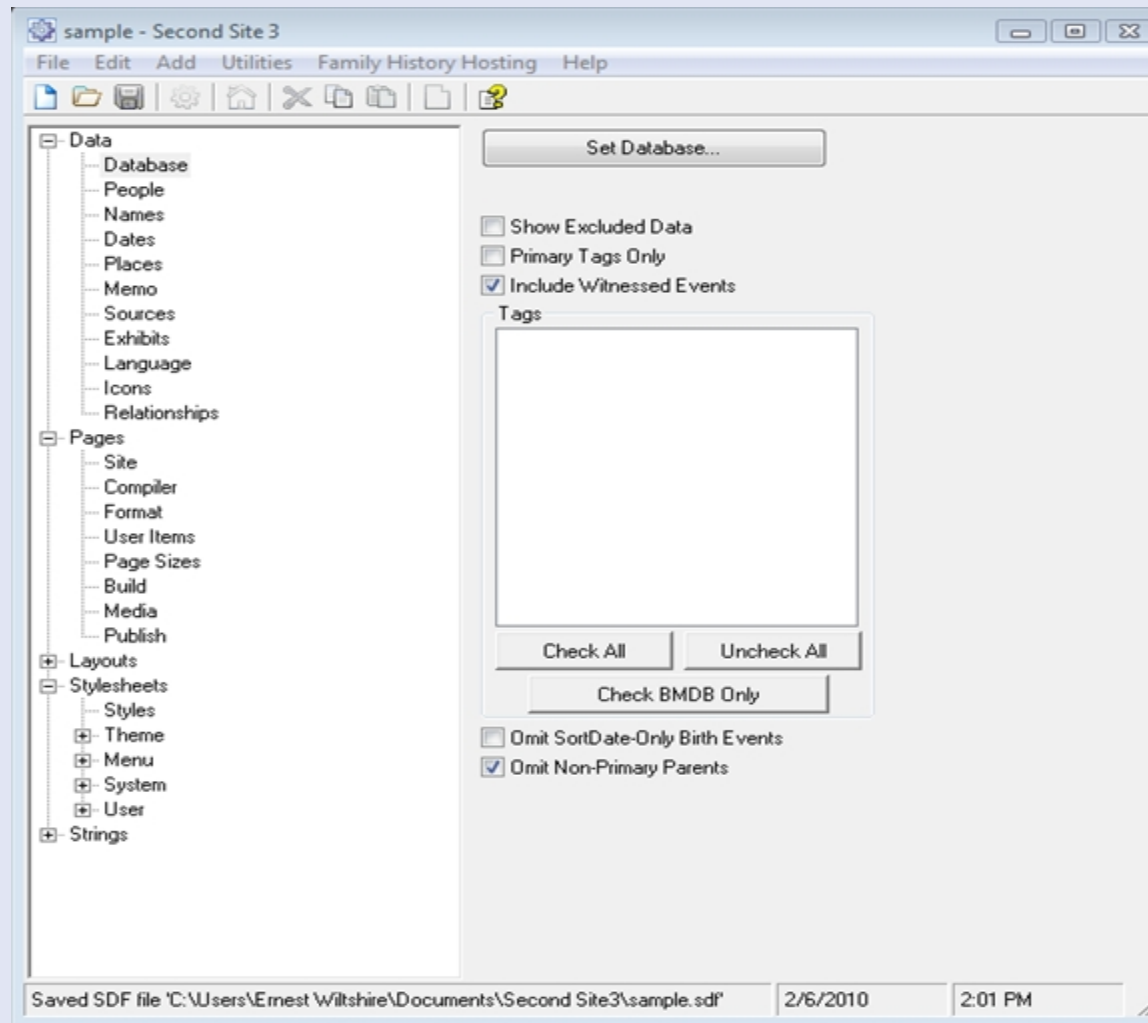 sample - Second Site 3
File Edit Add Utilities Family History Hosting Help
Data
Database
People
Names
Dates
Places
Memo
Sources
Exhibits
Language
Icons
Relationships
Pages
Site
Compiler
Format
User Items
Page Sizes
Build
Media
Publish
Layouts
Stylesheets
Styles
Theme
Menu
System
User
Strings
Set Database...
Show Excluded Data
Primary Tags Only
Include Witnessed Events
Tags
Check All Uncheck All
Check BMDB Only
Omit SortDate-Only Birth Events
Omit Non-Primary Parents
Saved SDF file 'C:\Users\Ernest Wiltshire\Documents\Second Site3\sample.sdf' 2/6/2010 2:01 PM